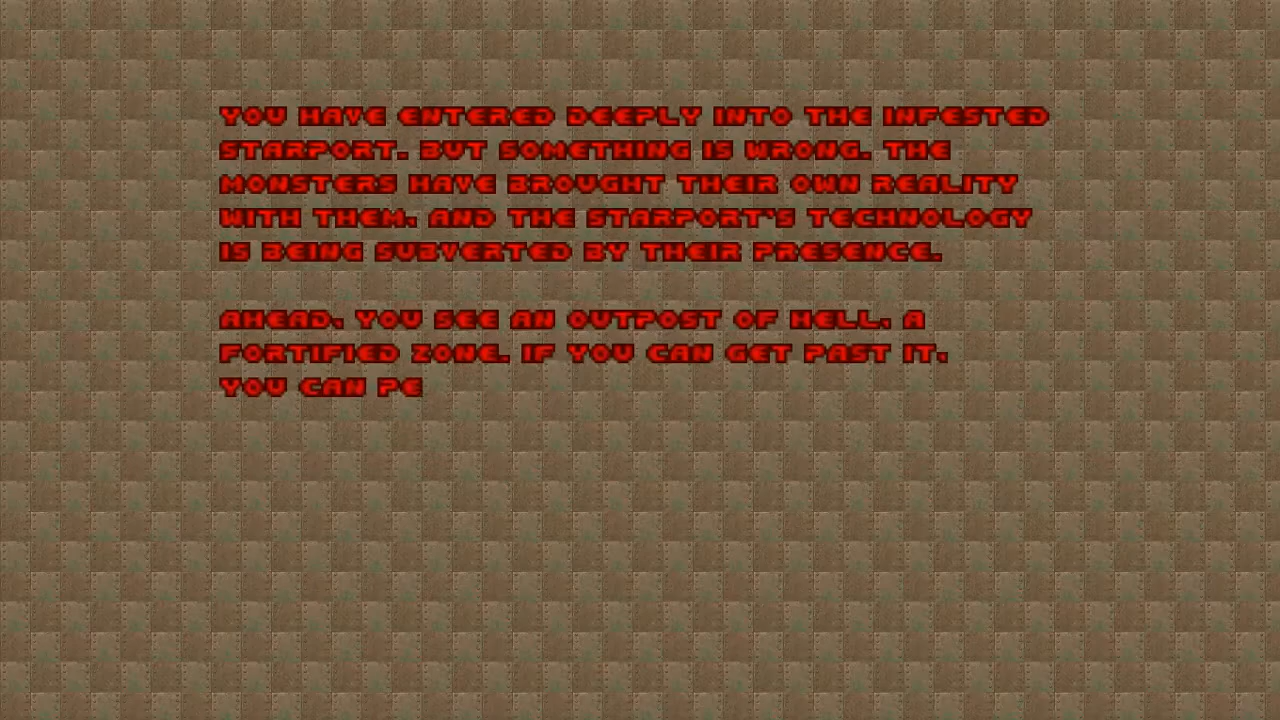 YOU HAVE ENTERED DEEPLY INTO THE INFESTED
STARPORT. BUT SOMETHING IS WRONG. THE
MONSTERS HAVE BROUGHT THEIR OWN REALITY
WITH THEM, AND THE STARPORT'S TECHNOLOGY
IS BEING SUBVERTED BY THEIR PRESENCE.
AHEAD, YOU SEE AN OUTPOST OF HELL, A
FORTIFIED ZONE. IF YOU CAN GET PAST IT,
YOU CAN PE